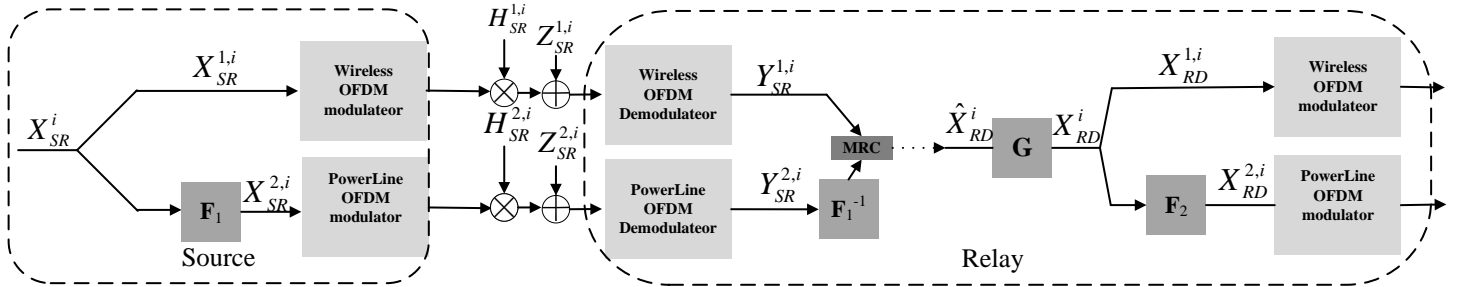 X_{SR}^{i}
X_{SR}^{1,i}
Wireless
OFDM
modulateor
F_1
X_{SR}^{2,i}
PowerLine
OFDM
modulator
Source
H_{SR}^{1,i}
Z_{SR}^{1,i}
H_{SR}^{2,i}
Z_{SR}^{2,i}
Wireless
OFDM
Demodulateor
Y_{SR}^{1,i}
PowerLine
OFDM
Demodulateor
Y_{SR}^{2,i}
F_1^{-1}
MRC
\hat{X}_{RD}^{i}
G
X_{RD}^{i}
X_{RD}^{1,i}
Wireless
OFDM
modulateor
F_2
X_{RD}^{2,i}
PowerLine
OFDM
modulator
Relay